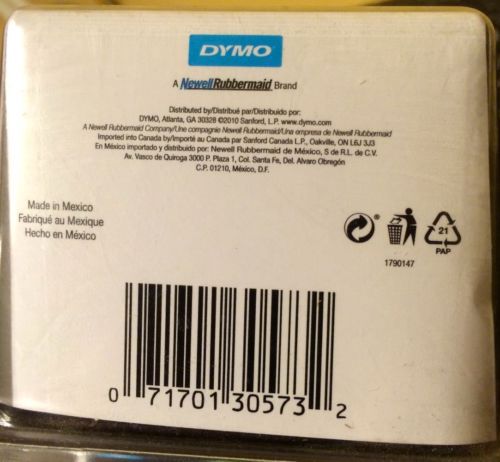 DYMO
A NewellRubbermaid Brand
Distributed by/Distribué par/Distribuido por:
DYMO, Atlanta, GA 30328 ©2010 Sanford, L.P. www.dymo.com
A Newell Rubbermaid Company/Une compagnie Newell Rubbermaid/Una empresa de Newell Rubbermaid
Imported into Canada by/Importé au Canada par Sanford Canada L.P., Oakville, ON L6J 3J3
En México importado y distribuido por: Newell Rubbermaid de México, S de R.L. de C.V.
Av. Vasco de Quiroga 3000 P. Plaza 1, Col. Santa Fe, Del. Alvaro Obregón
C.P. 01210, México, D.F.
Made in Mexico
Fabriqué au Mexique
Hecho en México
®
21
PAP
1790147
0 71701 30573 2